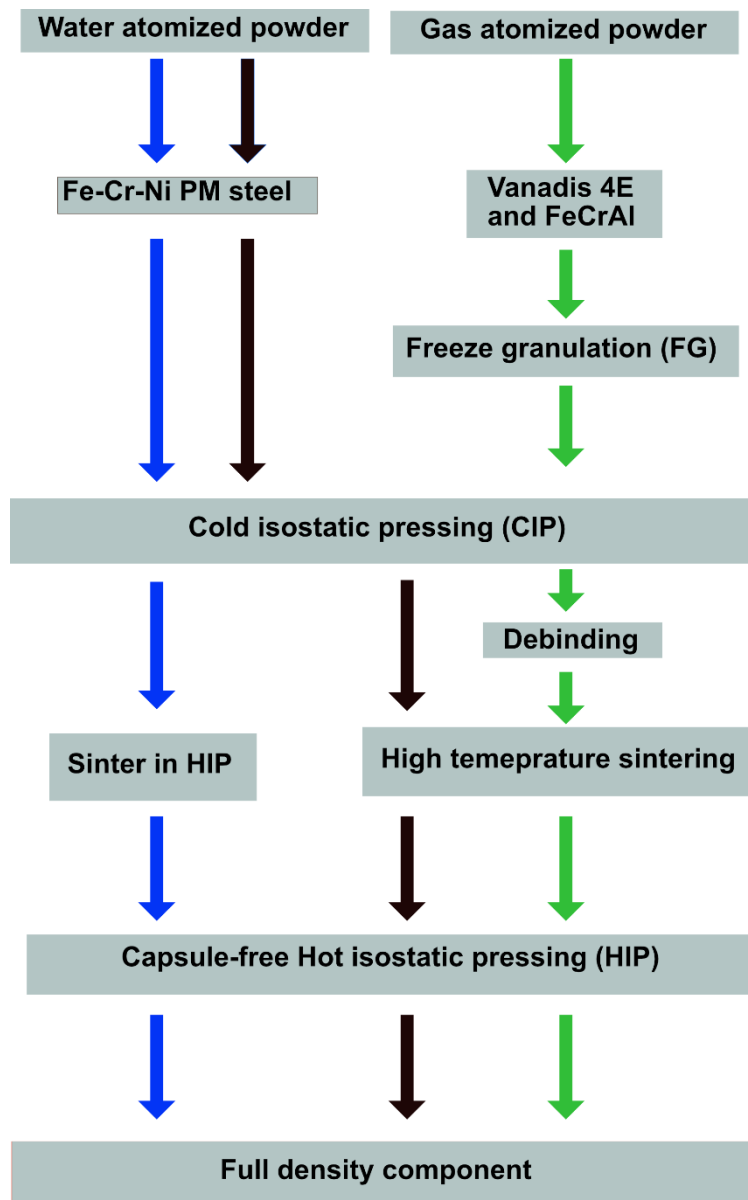 Water atomized powder
Gas atomized powder
Fe-Cr-Ni PM steel
Vanadis 4E
and FeCrAl
Freeze granulation (FG)
Cold isostatic pressing (CIP)
Debinding
Sinter in HIP
High temeprature sintering
Capsule-free Hot isostatic pressing (HIP)
Full density component